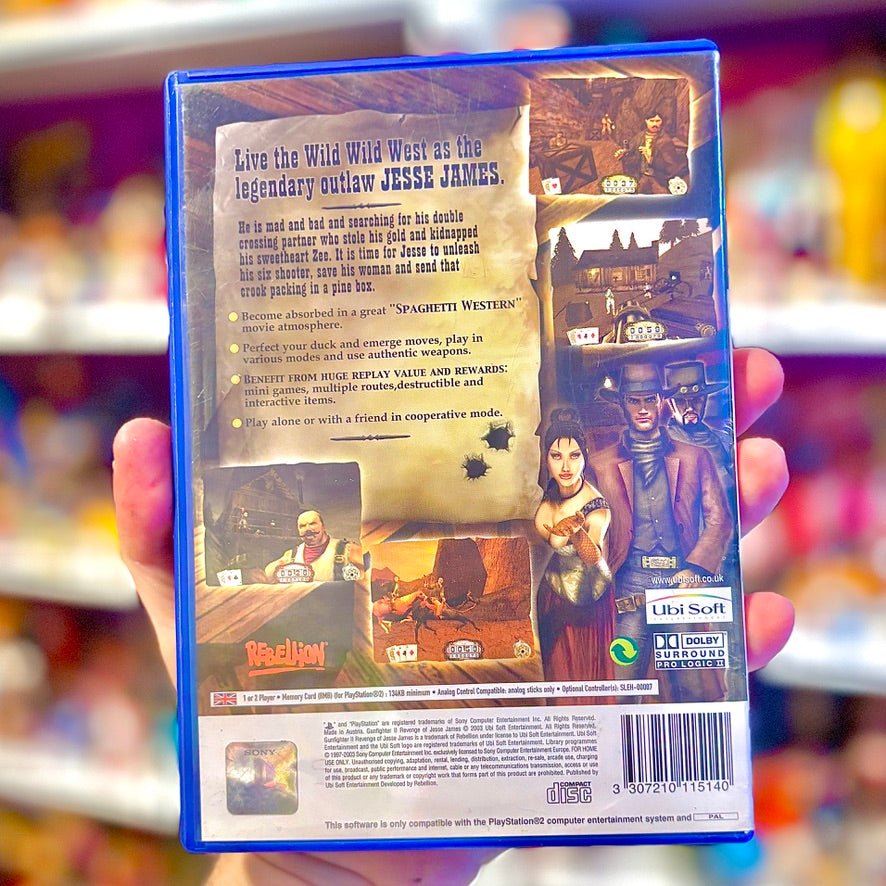 Live the Wild Wild West as the
legendary outlaw JESSE JAMES.
He is mad and bad and searching for his double
crossing partner who stole his gold and kidnapped
his sweetheart Zee. It is time for Jesse to unleash
his six shooter, save his woman and send that
crook packing in a pine box.
Become absorbed in a great "SPAGHETTI WESTERN"
movie atmosphere.
Perfect your duck and emerge moves, play in
various modes and use authentic weapons.
BENEFIT FROM HUGE REPLAY VALUE AND REWARDS:
mini games, multiple routes,destructible and
interactive items.
Play alone or with a friend in cooperative mode.
0007
0050
0050
REBELLION
www.ubisoft.co.uk
Ubi Soft
ENTERTAINMENT
DOLBY
SURROUND
PRO LOGIC II
1 or 2 Player • Memory Card (8MB) (for PlayStation®2) : 134KB minimum • Analog Control Compatible: analog sticks only • Optional Controller(s): SLEH-00007
SONY
" " and "PlayStation" are registered trademarks of Sony Computer Entertainment Inc. All Rights Reserved.
Made in Austria. Gunfighter II Revenge of Jesse James © 2003 Ubi Soft Entertainment. All Rights Reserved.
Gunfighter II Revenge of Jesse James is a trademark of Rebellion under license to Ubi Soft Entertainment. Ubi Soft
Entertainment and the Ubi Soft logo are registered trademarks of Ubi Soft Entertainment. Library programmes
© 1997-2003 Sony Computer Entertainment Inc. exclusively licensed to Sony Computer Entertainment Europe. FOR HOME
USE ONLY. Unauthorised copying, adaptation, rental, lending, distribution, extraction, re-sale, arcade use, charging
for use, broadcast, public performance and internet, cable or any telecommunications transmission, access or use
of this product or any trademark or copyright work that forms part of this product are prohibited. Published by
Ubi Soft Entertainment Developed by Rebellion.
COMPACT
disc
3 307210 115140
This software is only compatible with the PlayStation®2 computer entertainment system and PAL